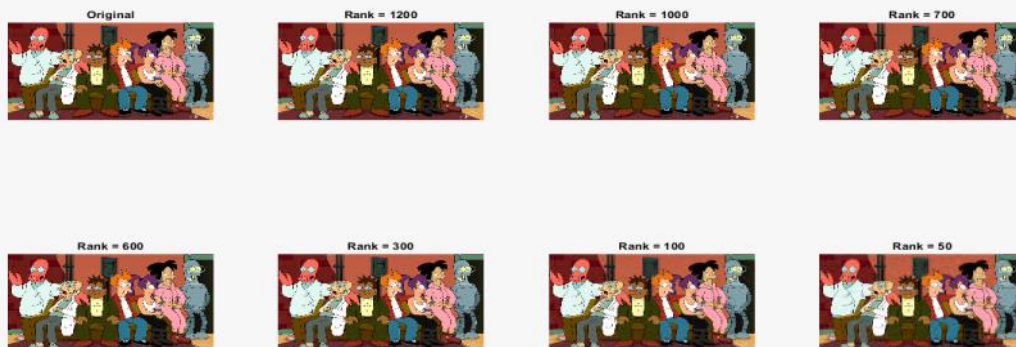 Original
Rank = 1200
Rank = 1000
Rank = 700
Rank = 600
Rank = 300
Rank = 100
Rank = 50